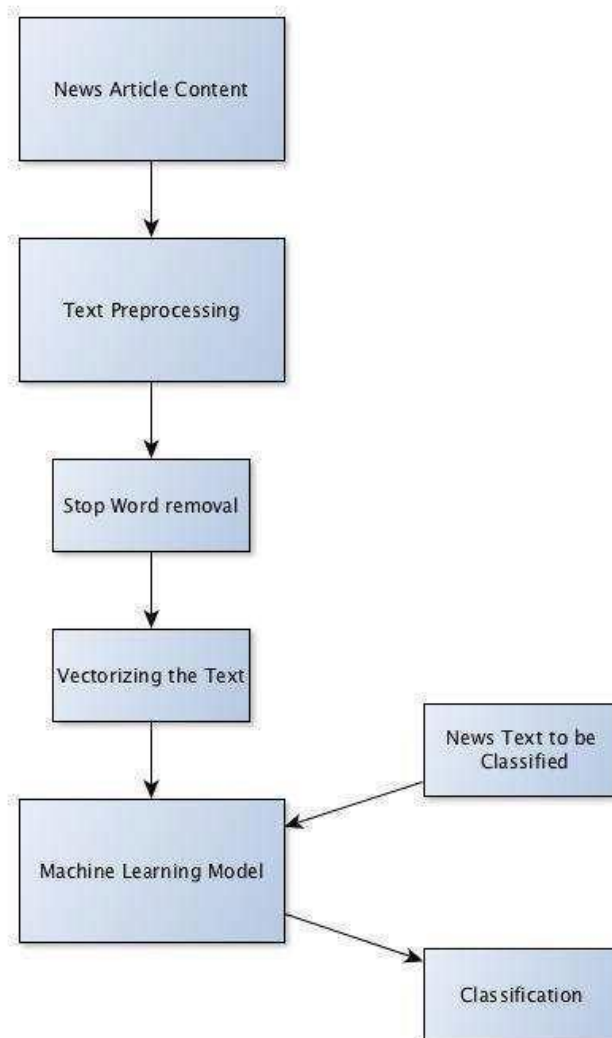 News Article Content
Text Preprocessing
Stop Word removal
Vectorizing the Text
News Text to be
Classified
Machine Learning Model
Classification